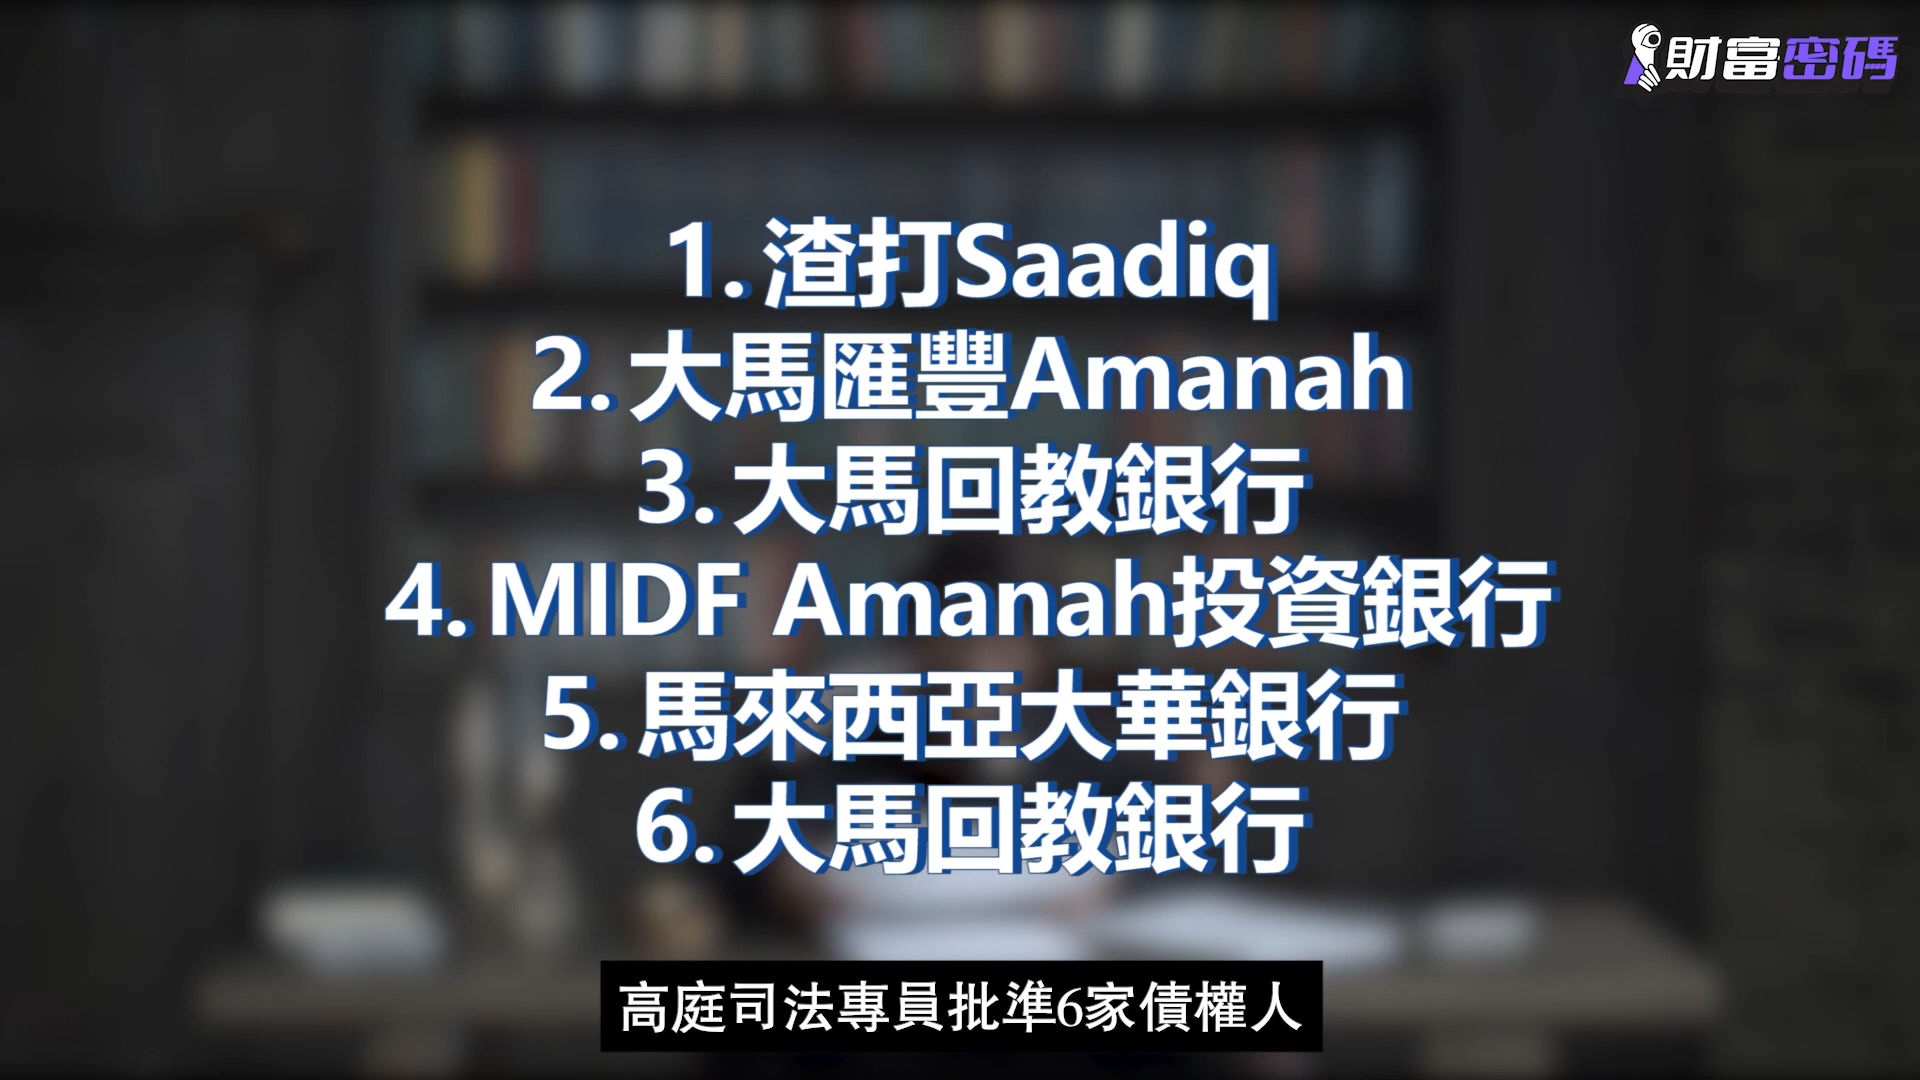 財富密碼
1. 渣打Saadiq
2. 大馬匯豐Amanah
3. 大馬回教銀行
4. MIDF Amanah投資銀行
5. 馬來西亞大華銀行
6. 大馬回教銀行
高庭司法專員批準6家債權人